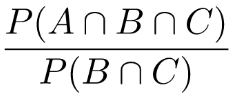 P(A ∩ B ∩ C)
P(B ∩ C)